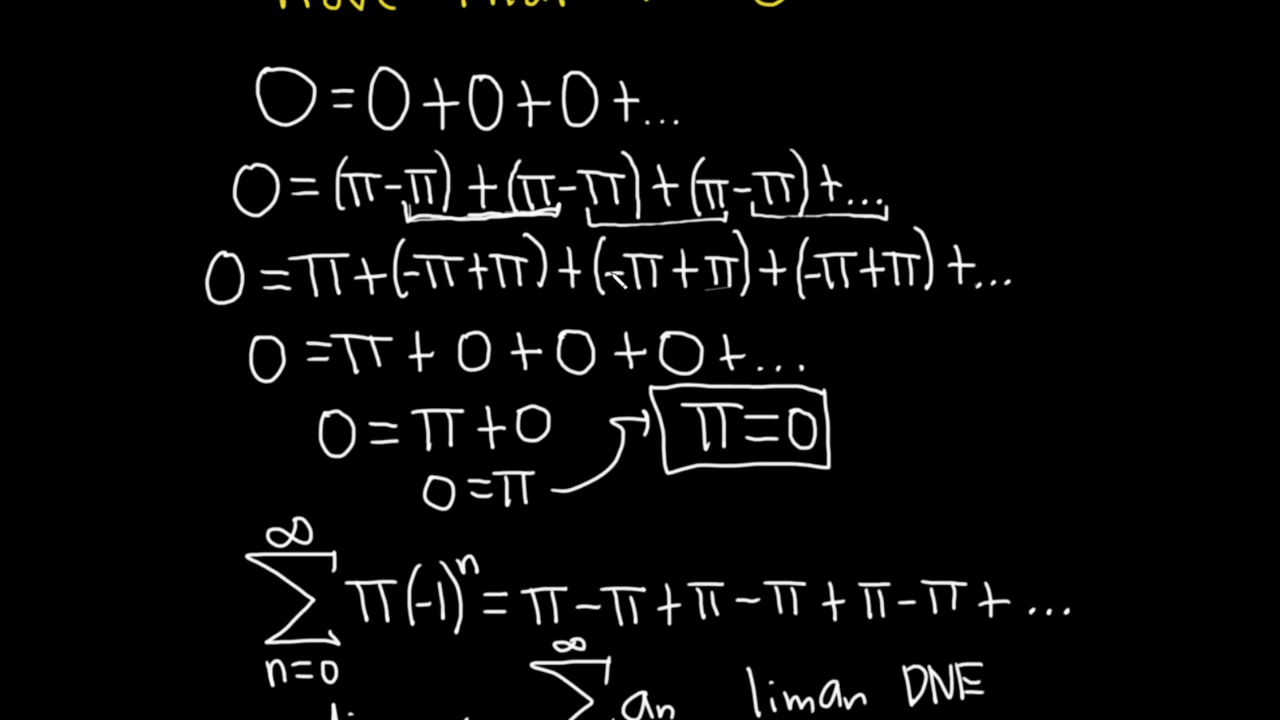 0 = 0 + 0 + 0 + ...
0 = (π - π) + (π - π) + (π - π) + ...
0 = π + (-π + π) + (-π + π) + (-π + π) + ...
0 = π + 0 + 0 + 0 + ...
0 = π + 0
π = 0
0 = π
∞
Σ π(-1)ⁿ = π - π + π - π + π - π + ...
n=0
∞
Σ an lim an DNE